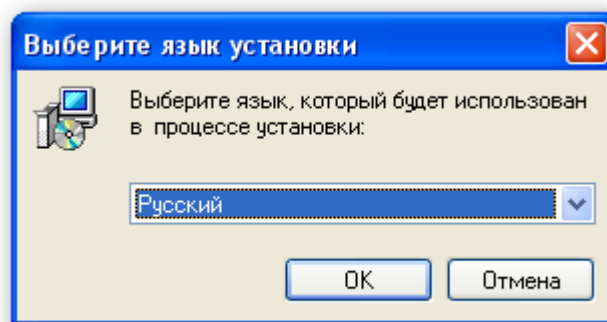 Выберите язык установки
Выберите язык, который будет использован
в процессе установки:
Русский
OK
Отмена